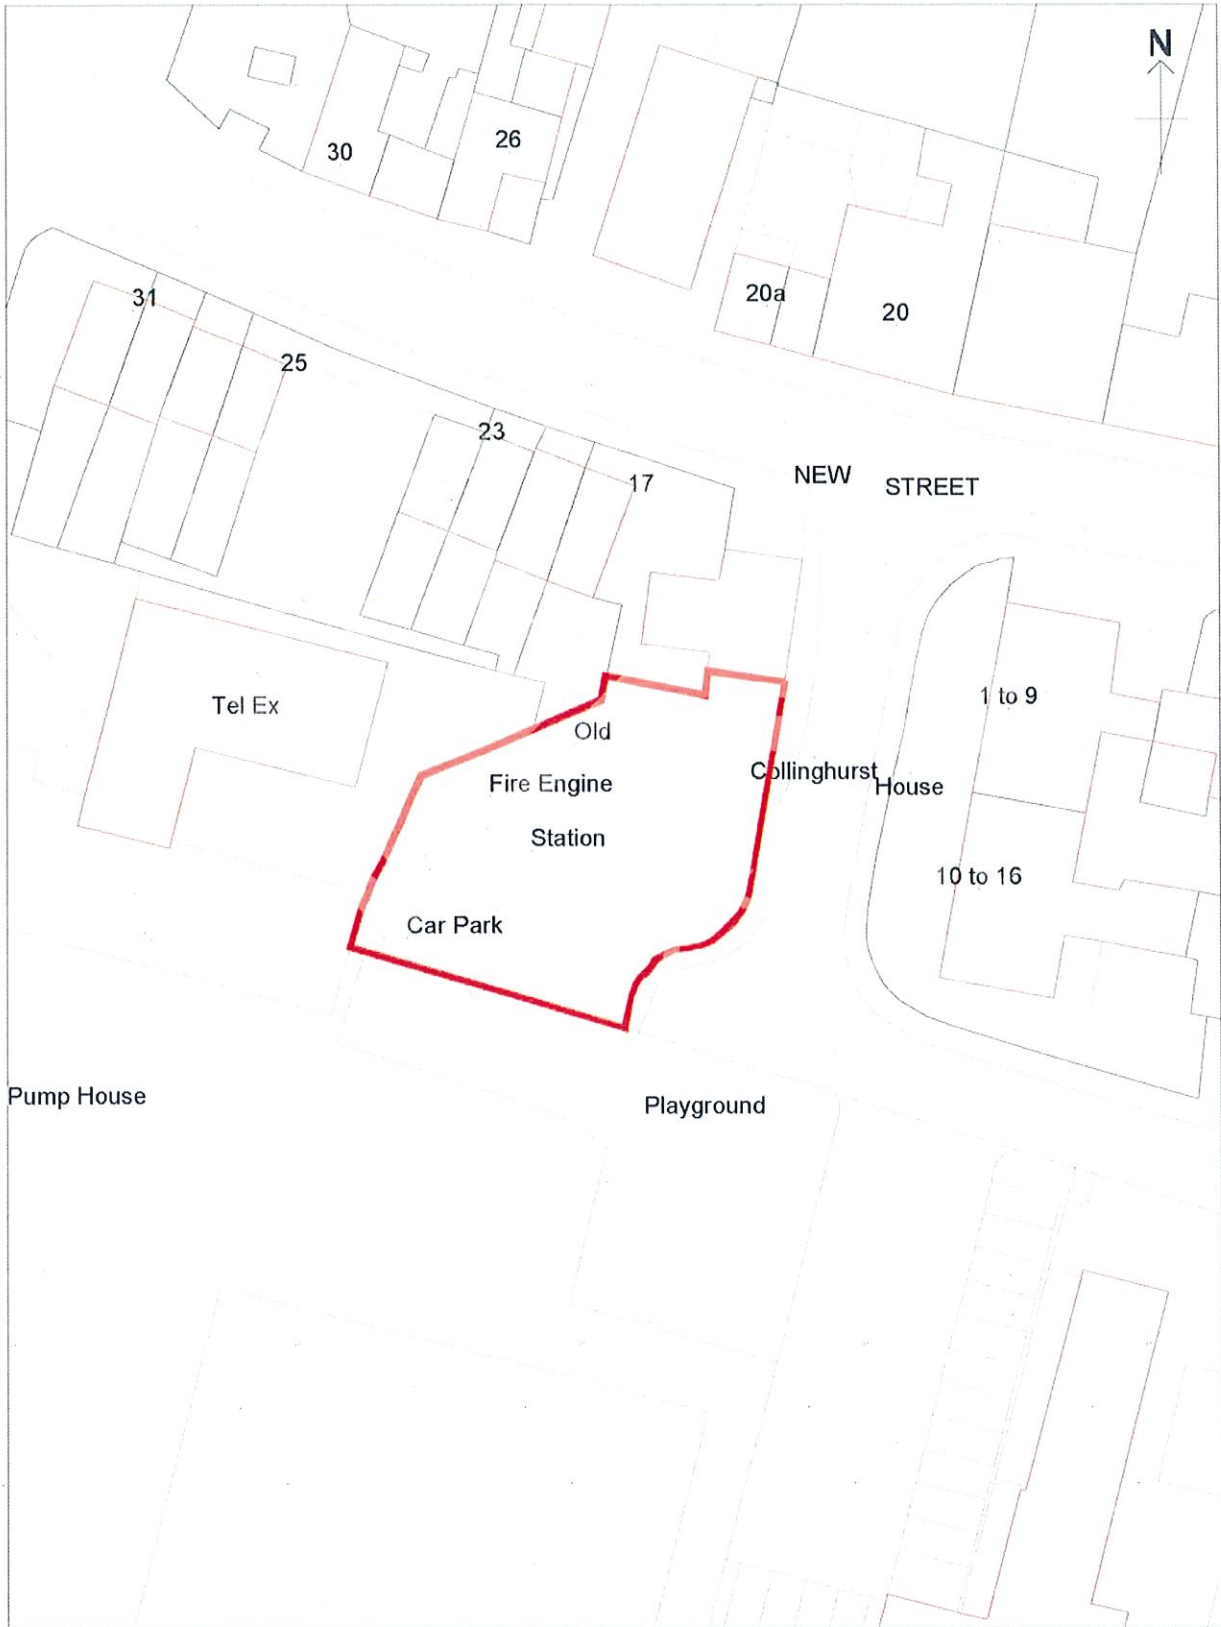 N
30
26
31
20a
20
25
23
17
NEW STREET
Tel Ex
1 to 9
Old
Fire Engine
Station
Collinghurst
House
10 to 16
Car Park
Pump House
Playground